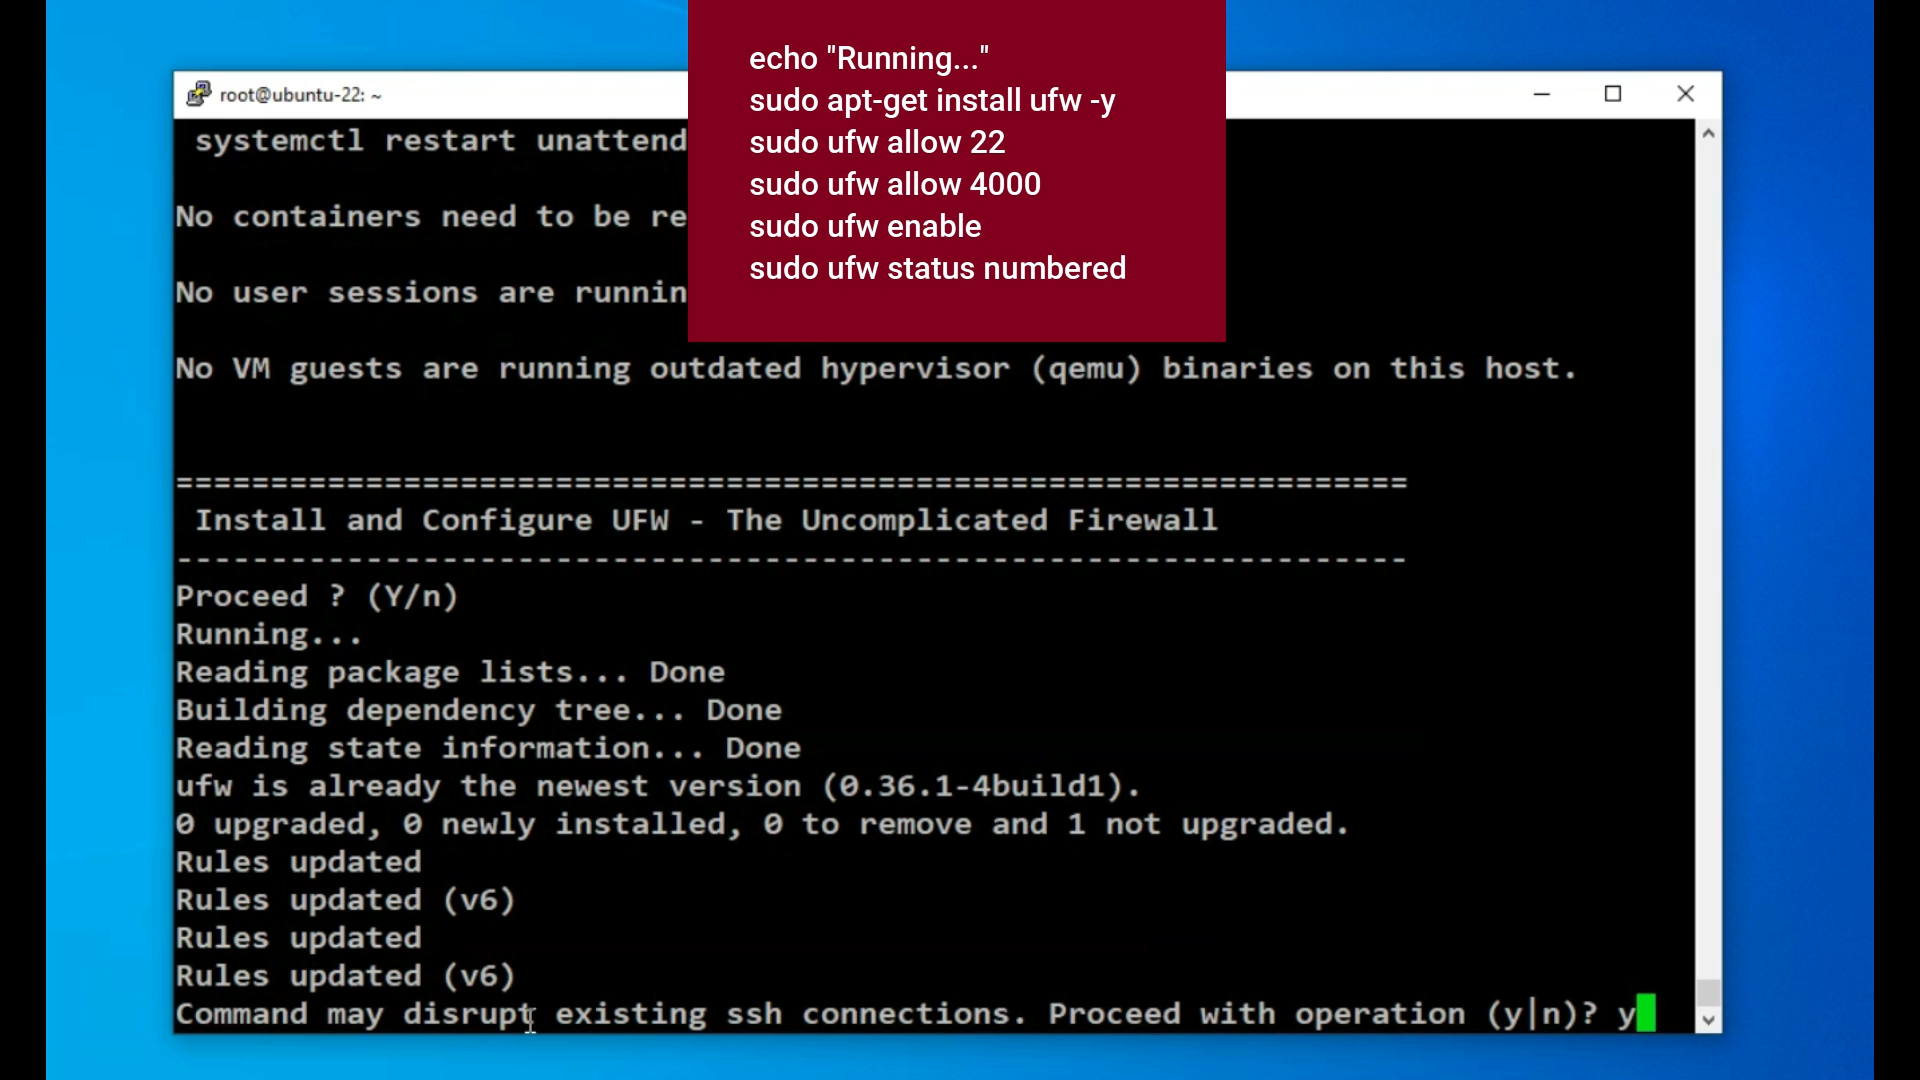 echo "Running..."
sudo apt-get install ufw -y
sudo ufw allow 22
sudo ufw allow 4000
sudo ufw enable
sudo ufw status numbered
root@ubuntu-22: ~
systemctl restart unattend
No containers need to be re
No user sessions are runnin
No VM guests are running outdated hypervisor (qemu) binaries on this host.
=================================================================
Install and Configure UFW - The Uncomplicated Firewall
-----------------------------------------------------------------
Proceed ? (Y/n)
Running...
Reading package lists... Done
Building dependency tree... Done
Reading state information... Done
ufw is already the newest version (0.36.1-4build1).
0 upgraded, 0 newly installed, 0 to remove and 1 not upgraded.
Rules updated
Rules updated (v6)
Rules updated
Rules updated (v6)
Command may disrupt existing ssh connections. Proceed with operation (y|n)? y